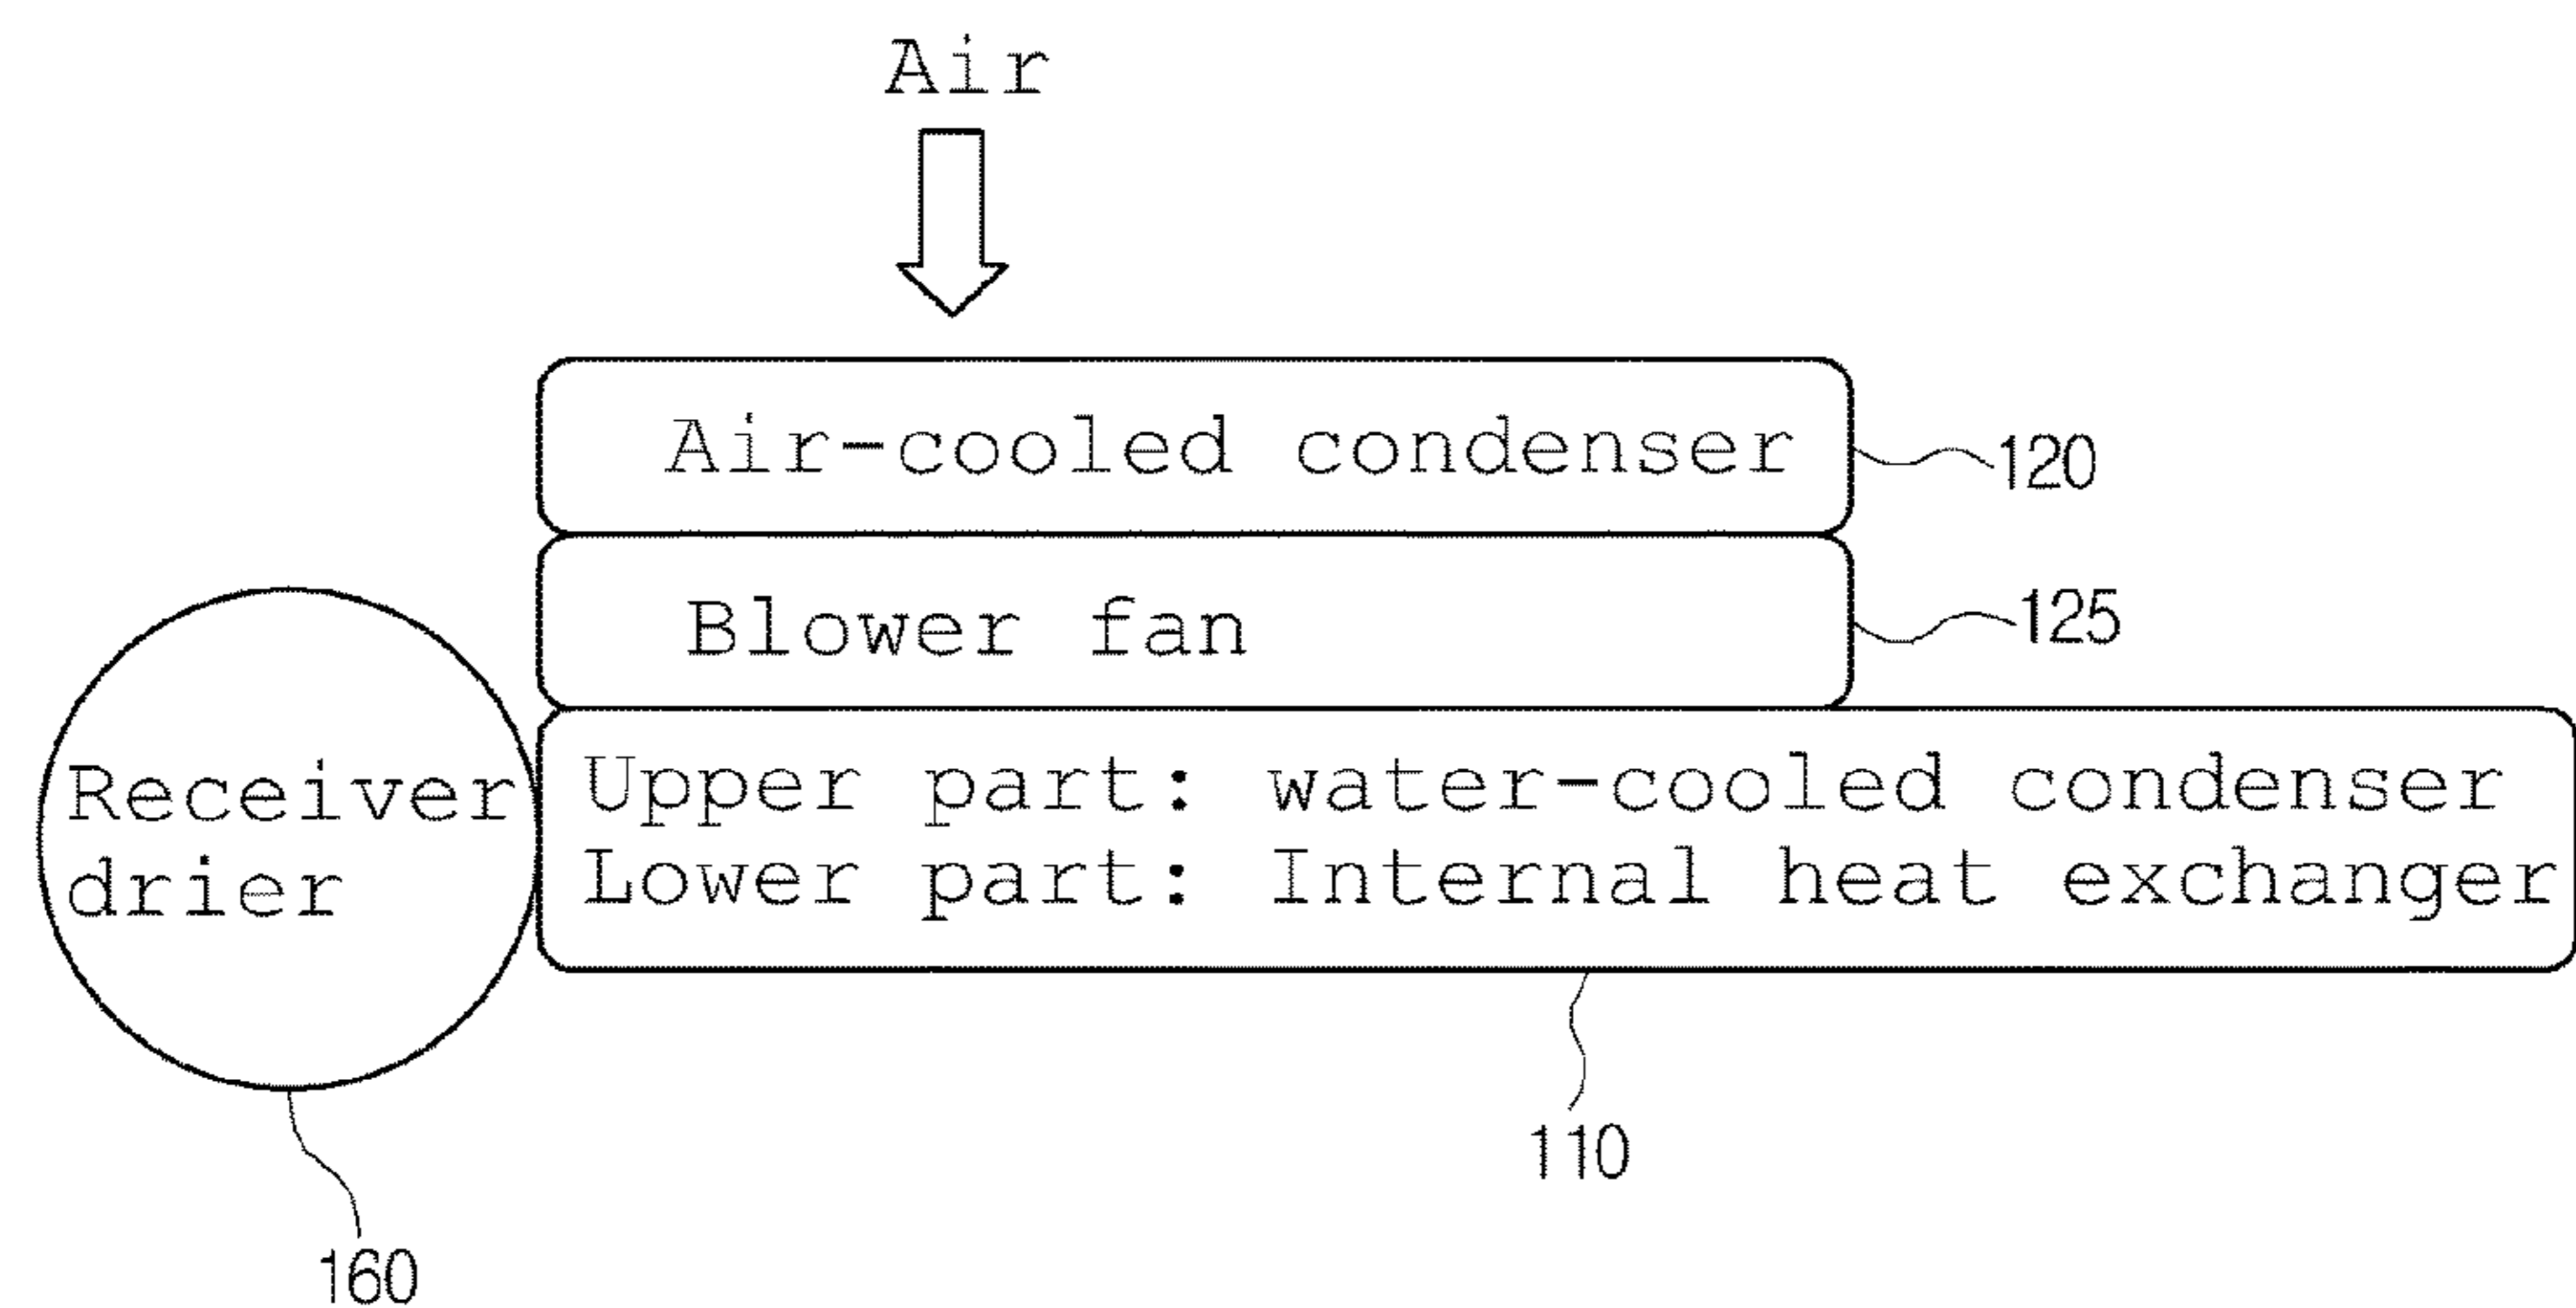 Air
Air-cooled condenser
120
Blower fan
125
Receiver
drier
Upper part: water-cooled condenser
Lower part: Internal heat exchanger
110
160